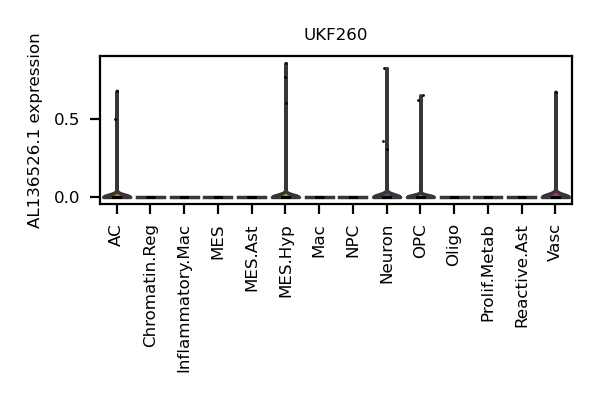 UKF260
AL136526.1 expression
0.5
0.0
AC
Chromatin.Reg
Inflammatory.Mac
MES
MES.Ast
MES.Hyp
Mac
NPC
Neuron
OPC
Oligo
Prolif.Metab
Reactive.Ast
Vasc